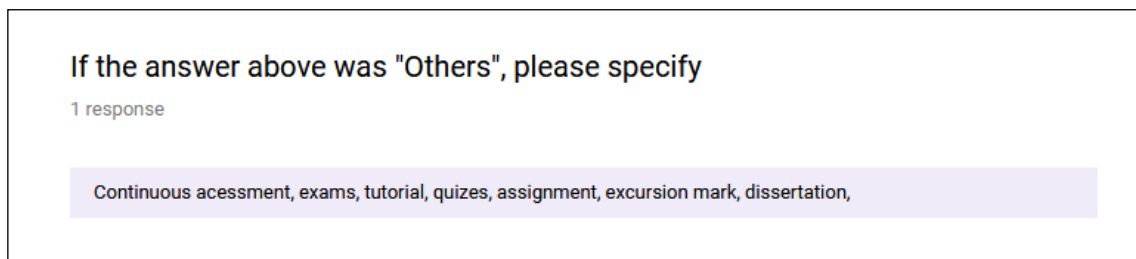 If the answer above was "Others", please specify
1 response
Continuous acessment, exams, tutorial, quizes, assignment, excursion mark, dissertation,